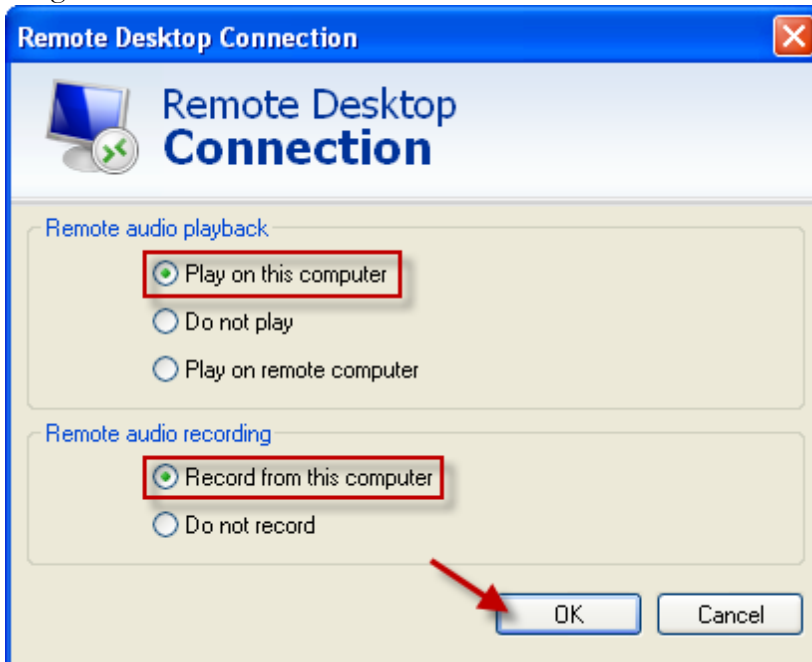 Remote Desktop Connection
Remote Desktop
Connection
Remote audio playback
Play on this computer
Do not play
Play on remote computer
Remote audio recording
Record from this computer
Do not record
OK
Cancel